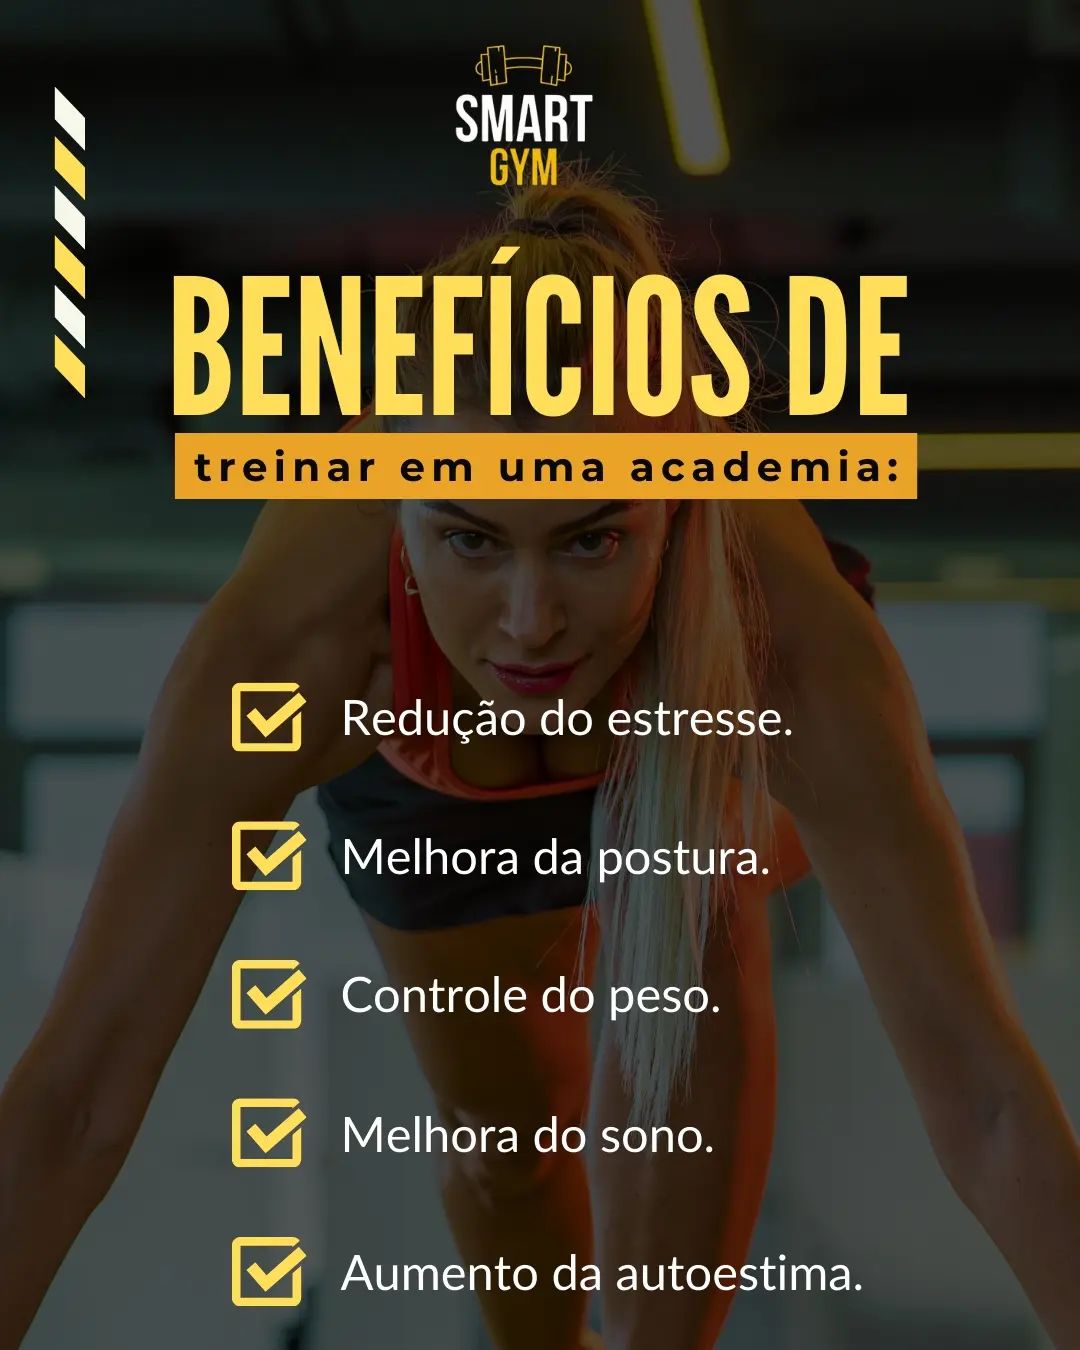 SMART
GYM
BENEFÍCIOS DE
treinar em uma academia:
Redução do estresse.
Melhora da postura.
Controle do peso.
Melhora do sono.
Aumento da autoestima.